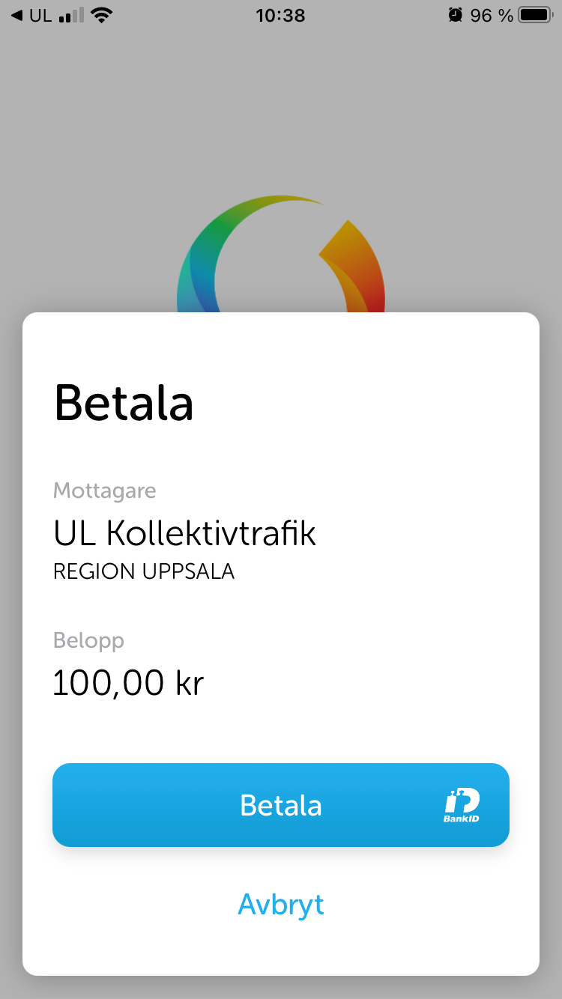 UL 10:38 96 %
Betala
Mottagare
UL Kollektivtrafik
REGION UPPSALA
Belopp
100,00 kr
Betala
BankID
Avbryt